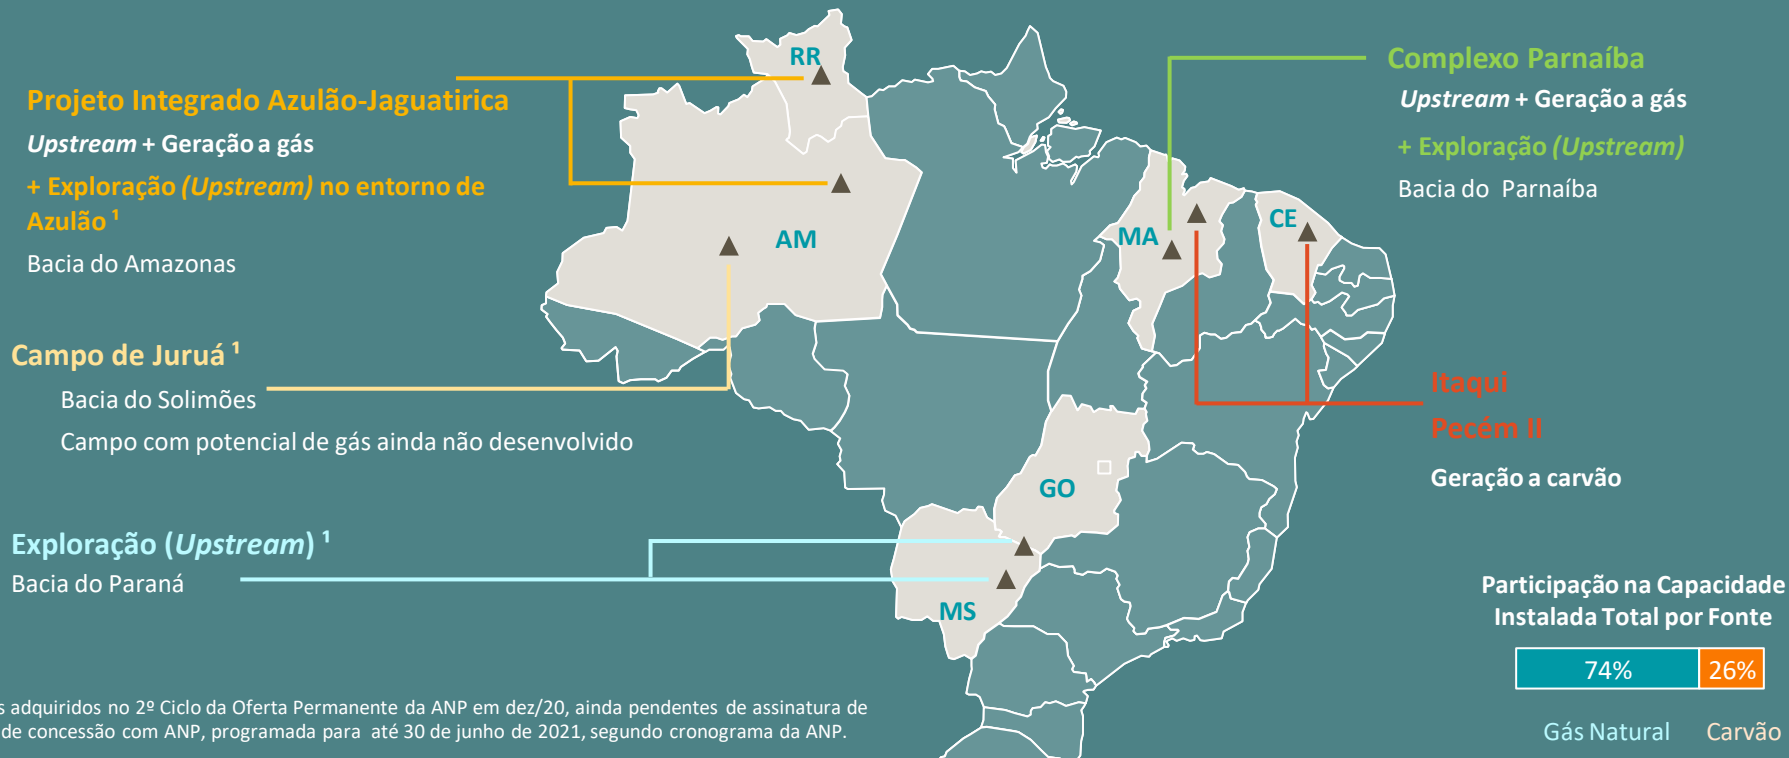 Projeto Integrado Azulão-Jaguatirica
Upstream + Geração a gás
+ Exploração (Upstream) no entorno de
Azulão ¹
Bacia do Amazonas
Campo de Juruá ¹
Bacia do Solimões
Campo com potencial de gás ainda não desenvolvido
Exploração (Upstream) ¹
Bacia do Paraná
RR
AM
MA
CE
GO
MS
Complexo Parnaíba
Upstream + Geração a gás
+ Exploração (Upstream)
Bacia do Parnaíba
Itaqui
Pecém II
Geração a carvão
Participação na Capacidade
Instalada Total por Fonte
74% 26%
Gás Natural Carvão
adquiridos no 2º Ciclo da Oferta Permanente da ANP em dez/20, ainda pendentes de assinatura de
de concessão com ANP, programada para até 30 de junho de 2021, segundo cronograma da ANP.